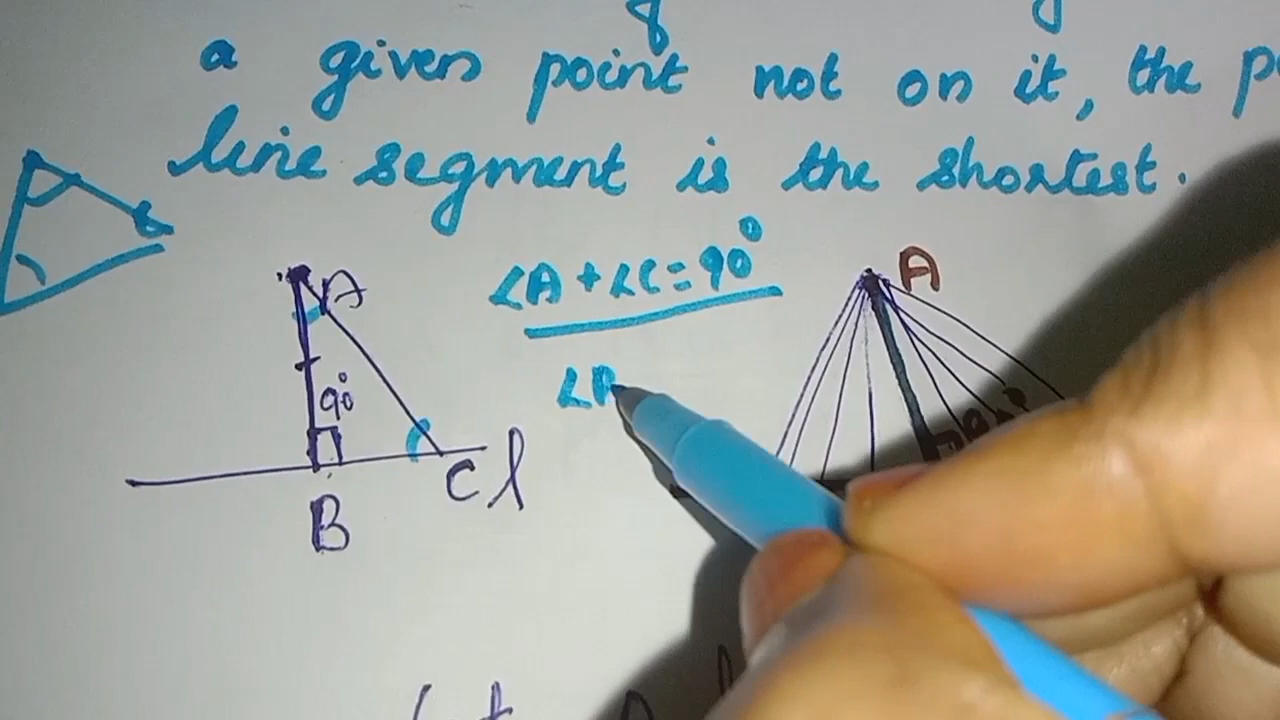 a given point not on it, the
line segment is the shortest.
∠A + ∠C = 90°
A
A
90°
∠
B
C l